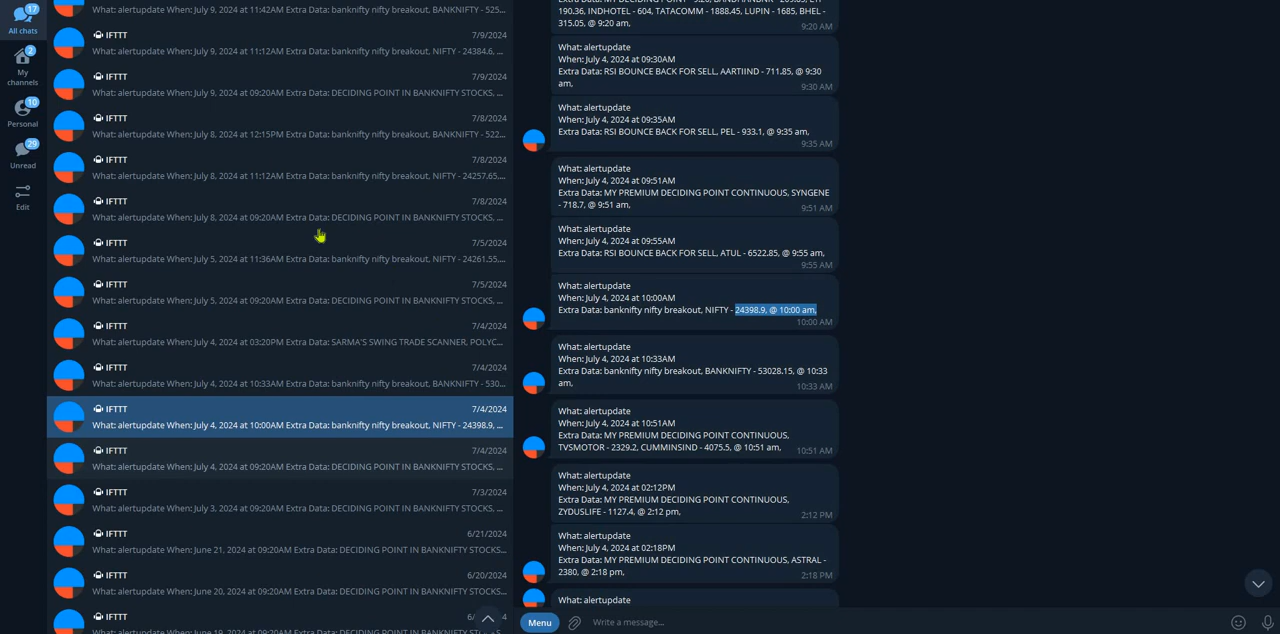 17
All chats
2
My
channels
10
Personal
29
Unread
Edit
What: alertupdate When: July 9, 2024 at 11:42AM Extra Data: banknifty nifty breakout, BANKNIFTY - 525...
IFTTT 7/9/2024
What: alertupdate When: July 9, 2024 at 11:12AM Extra Data: banknifty nifty breakout, NIFTY - 24384.6, ...
IFTTT 7/9/2024
What: alertupdate When: July 9, 2024 at 09:20AM Extra Data: DECIDING POINT IN BANKNIFTY STOCKS, ...
IFTTT 7/8/2024
What: alertupdate When: July 8, 2024 at 12:15PM Extra Data: banknifty nifty breakout, BANKNIFTY - 522...
IFTTT 7/8/2024
What: alertupdate When: July 8, 2024 at 11:12AM Extra Data: banknifty nifty breakout, NIFTY - 24257.65,...
IFTTT 7/8/2024
What: alertupdate When: July 8, 2024 at 09:20AM Extra Data: DECIDING POINT IN BANKNIFTY STOCKS, ...
IFTTT 7/5/2024
What: alertupdate When: July 5, 2024 at 11:36AM Extra Data: banknifty nifty breakout, NIFTY - 24261.55,...
IFTTT 7/5/2024
What: alertupdate When: July 5, 2024 at 09:20AM Extra Data: DECIDING POINT IN BANKNIFTY STOCKS, ...
IFTTT 7/4/2024
What: alertupdate When: July 4, 2024 at 03:20PM Extra Data: SARMA'S SWING TRADE SCANNER, POLYC...
IFTTT 7/4/2024
What: alertupdate When: July 4, 2024 at 10:33AM Extra Data: banknifty nifty breakout, BANKNIFTY - 530...
IFTTT 7/4/2024
What: alertupdate When: July 4, 2024 at 10:00AM Extra Data: banknifty nifty breakout, NIFTY - 24398.9, ...
IFTTT 7/4/2024
What: alertupdate When: July 4, 2024 at 09:20AM Extra Data: DECIDING POINT IN BANKNIFTY STOCKS, ...
IFTTT 7/3/2024
What: alertupdate When: July 3, 2024 at 09:20AM Extra Data: DECIDING POINT IN BANKNIFTY STOCKS, ...
IFTTT 6/21/2024
What: alertupdate When: June 21, 2024 at 09:20AM Extra Data: DECIDING POINT IN BANKNIFTY STOCKS...
IFTTT 6/20/2024
What: alertupdate When: June 20, 2024 at 09:20AM Extra Data: DECIDING POINT IN BANKNIFTY STOCKS...
IFTTT
190.36, INDHOTEL - 604, TATACOMM - 1888.45, LUPIN - 1685, BHEL -
315.05, @ 9:20 am,
9:20 AM
What: alertupdate
When: July 4, 2024 at 09:30AM
Extra Data: RSI BOUNCE BACK FOR SELL, AARTIIND - 711.85, @ 9:30
am,
9:30 AM
What: alertupdate
When: July 4, 2024 at 09:35AM
Extra Data: RSI BOUNCE BACK FOR SELL, PEL - 933.1, @ 9:35 am,
9:35 AM
What: alertupdate
When: July 4, 2024 at 09:51AM
Extra Data: MY PREMIUM DECIDING POINT CONTINUOUS, SYNGENE
- 718.7, @ 9:51 am,
9:51 AM
What: alertupdate
When: July 4, 2024 at 09:55AM
Extra Data: RSI BOUNCE BACK FOR SELL, ATUL - 6522.85, @ 9:55 am,
9:55 AM
What: alertupdate
When: July 4, 2024 at 10:00AM
Extra Data: banknifty nifty breakout, NIFTY - 24398.9, @ 10:00 am,
10:00 AM
What: alertupdate
When: July 4, 2024 at 10:33AM
Extra Data: banknifty nifty breakout, BANKNIFTY - 53028.15, @ 10:33
am,
10:33 AM
What: alertupdate
When: July 4, 2024 at 10:51AM
Extra Data: MY PREMIUM DECIDING POINT CONTINUOUS,
TVSMOTOR - 2329.2, CUMMINSIND - 4075.5, @ 10:51 am,
10:51 AM
What: alertupdate
When: July 4, 2024 at 02:12PM
Extra Data: MY PREMIUM DECIDING POINT CONTINUOUS,
ZYDUSLIFE - 1127.4, @ 2:12 pm,
2:12 PM
What: alertupdate
When: July 4, 2024 at 02:18PM
Extra Data: MY PREMIUM DECIDING POINT CONTINUOUS, ASTRAL -
2380, @ 2:18 pm,
2:18 PM
What: alertupdate
Menu
Write a message...